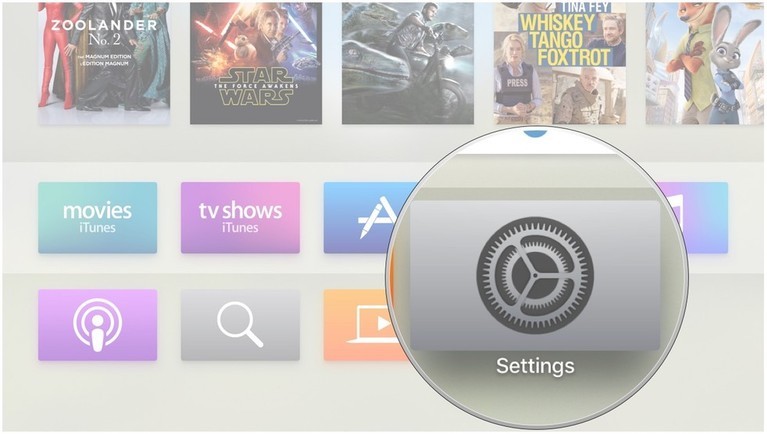 ZOOLANDER
No. 2
THE MAGNUM EDITION
L'ÉDITION MAGNUM
STAR
THE FORCE AWAKENS
WARS
TINA FEY
WHISKEY
TANGO
FOXTROT
PRESS
movies
iTunes
tv shows
iTunes
Settings